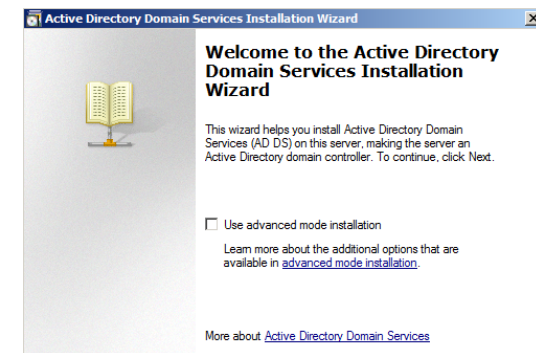 Active Directory Domain Services Installation Wizard
Welcome to the Active Directory
Domain Services Installation
Wizard
This wizard helps you install Active Directory Domain
Services (AD DS) on this server, making the server an
Active Directory domain controller. To continue, click Next.
Use advanced mode installation
Learn more about the additional options that are
available in advanced mode installation.
More about Active Directory Domain Services